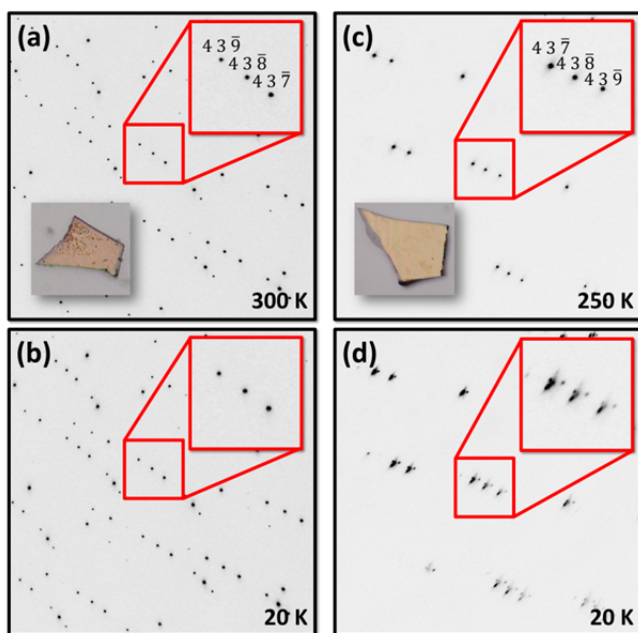 (a)
4 3 9̅
4 3 8̅
4 3 7̅
300 K
(c)
4 3 7̅
4 3 8̅
4 3 9̅
250 K
(b)
20 K
(d)
20 K